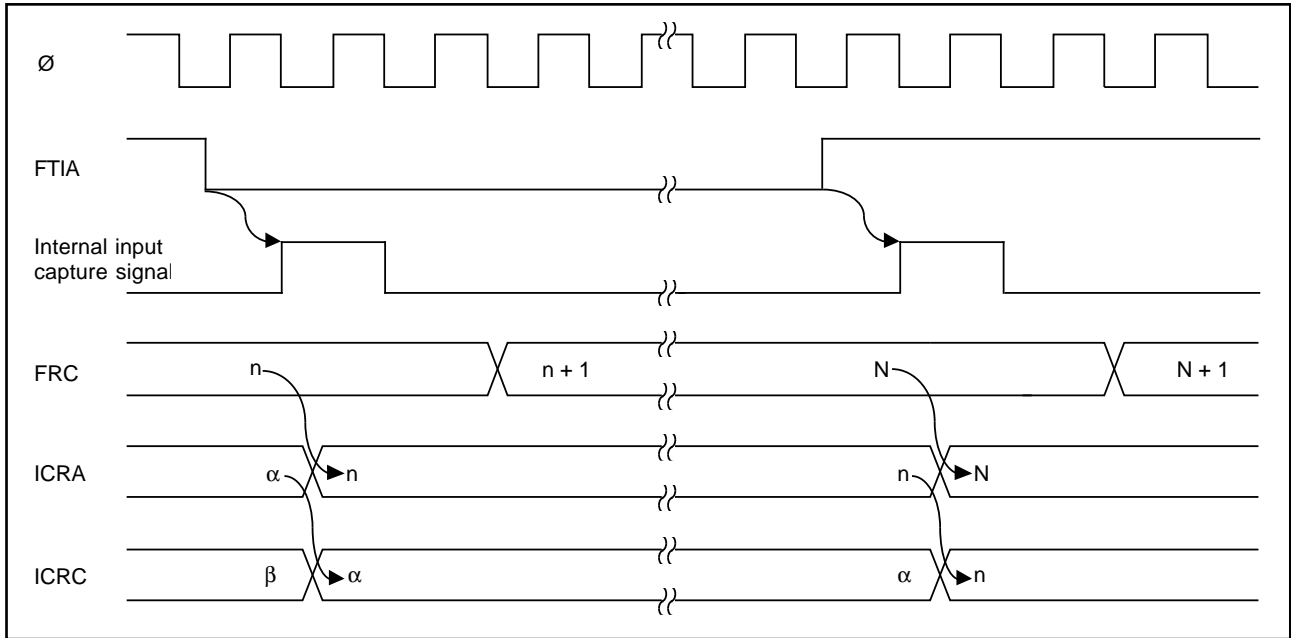 Ø
FTIA
Internal input
capture signal
FRC n n + 1 N N + 1
ICRA α n n N
ICRC β α α n